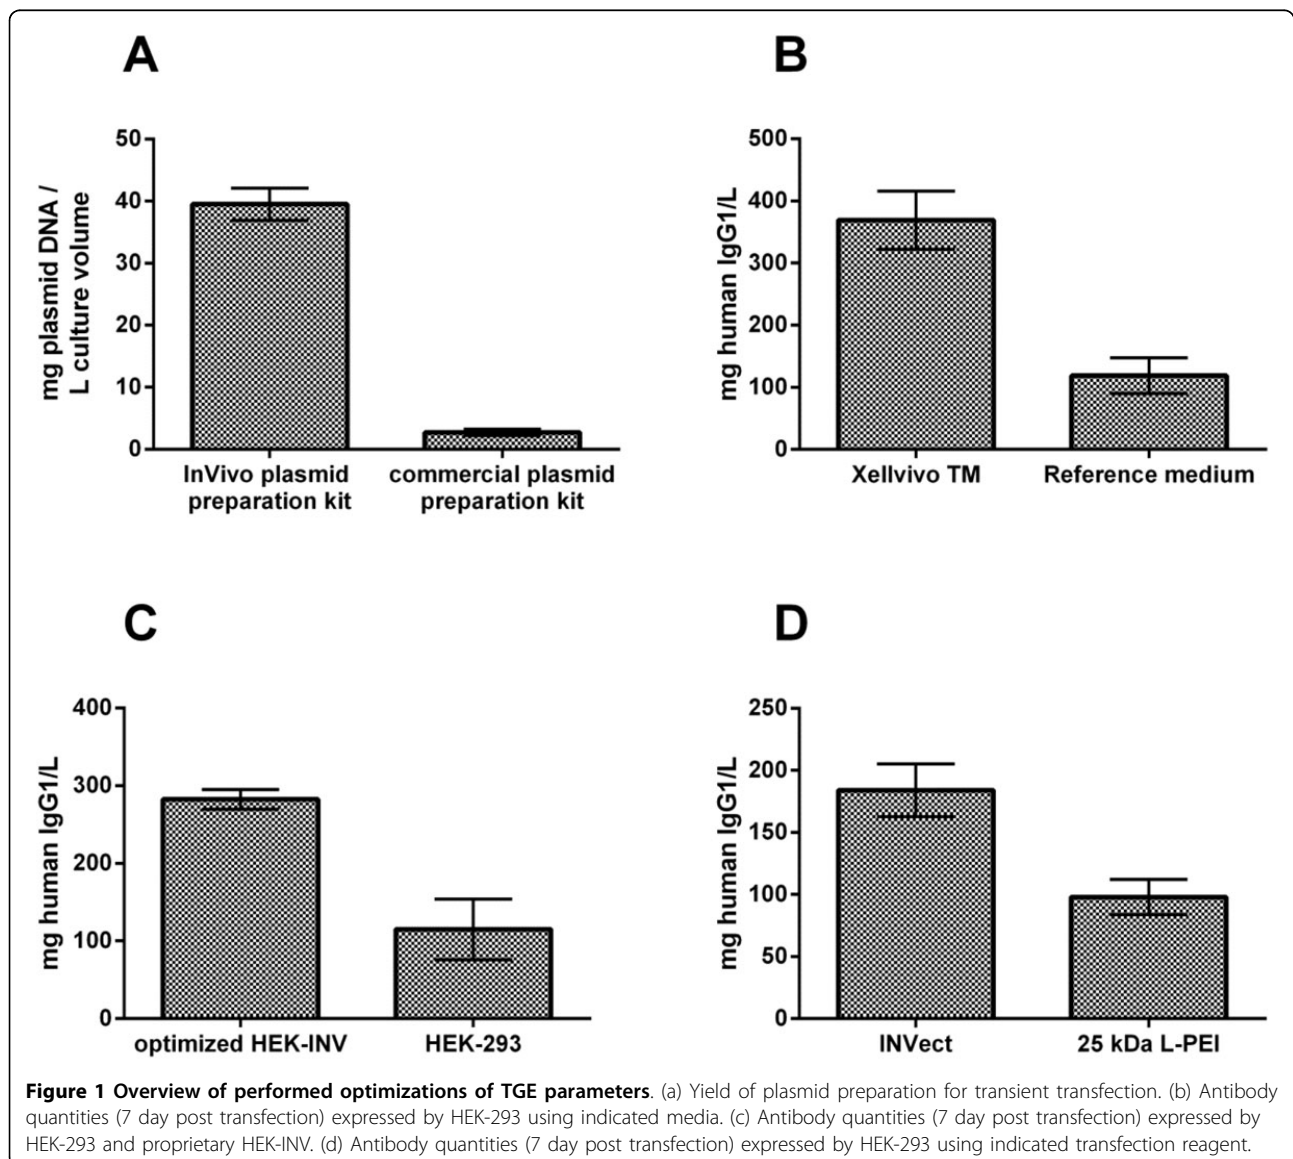 A
mg plasmid DNA /
L culture volume
50
40
30
20
10
0
InVivo plasmid
preparation kit
commercial plasmid
preparation kit
B
mg human IgG1/L
500
400
300
200
100
0
Xellvivo TM
Reference medium
C
mg human IgG1/L
400
300
200
100
0
optimized HEK-INV
HEK-293
D
mg human IgG1/L
250
200
150
100
50
0
INVect
25 kDa L-PEI
Figure 1 Overview of performed optimizations of TGE parameters. (a) Yield of plasmid preparation for transient transfection. (b) Antibody
quantities (7 day post transfection) expressed by HEK-293 using indicated media. (c) Antibody quantities (7 day post transfection) expressed by
HEK-293 and proprietary HEK-INV. (d) Antibody quantities (7 day post transfection) expressed by HEK-293 using indicated transfection reagent.